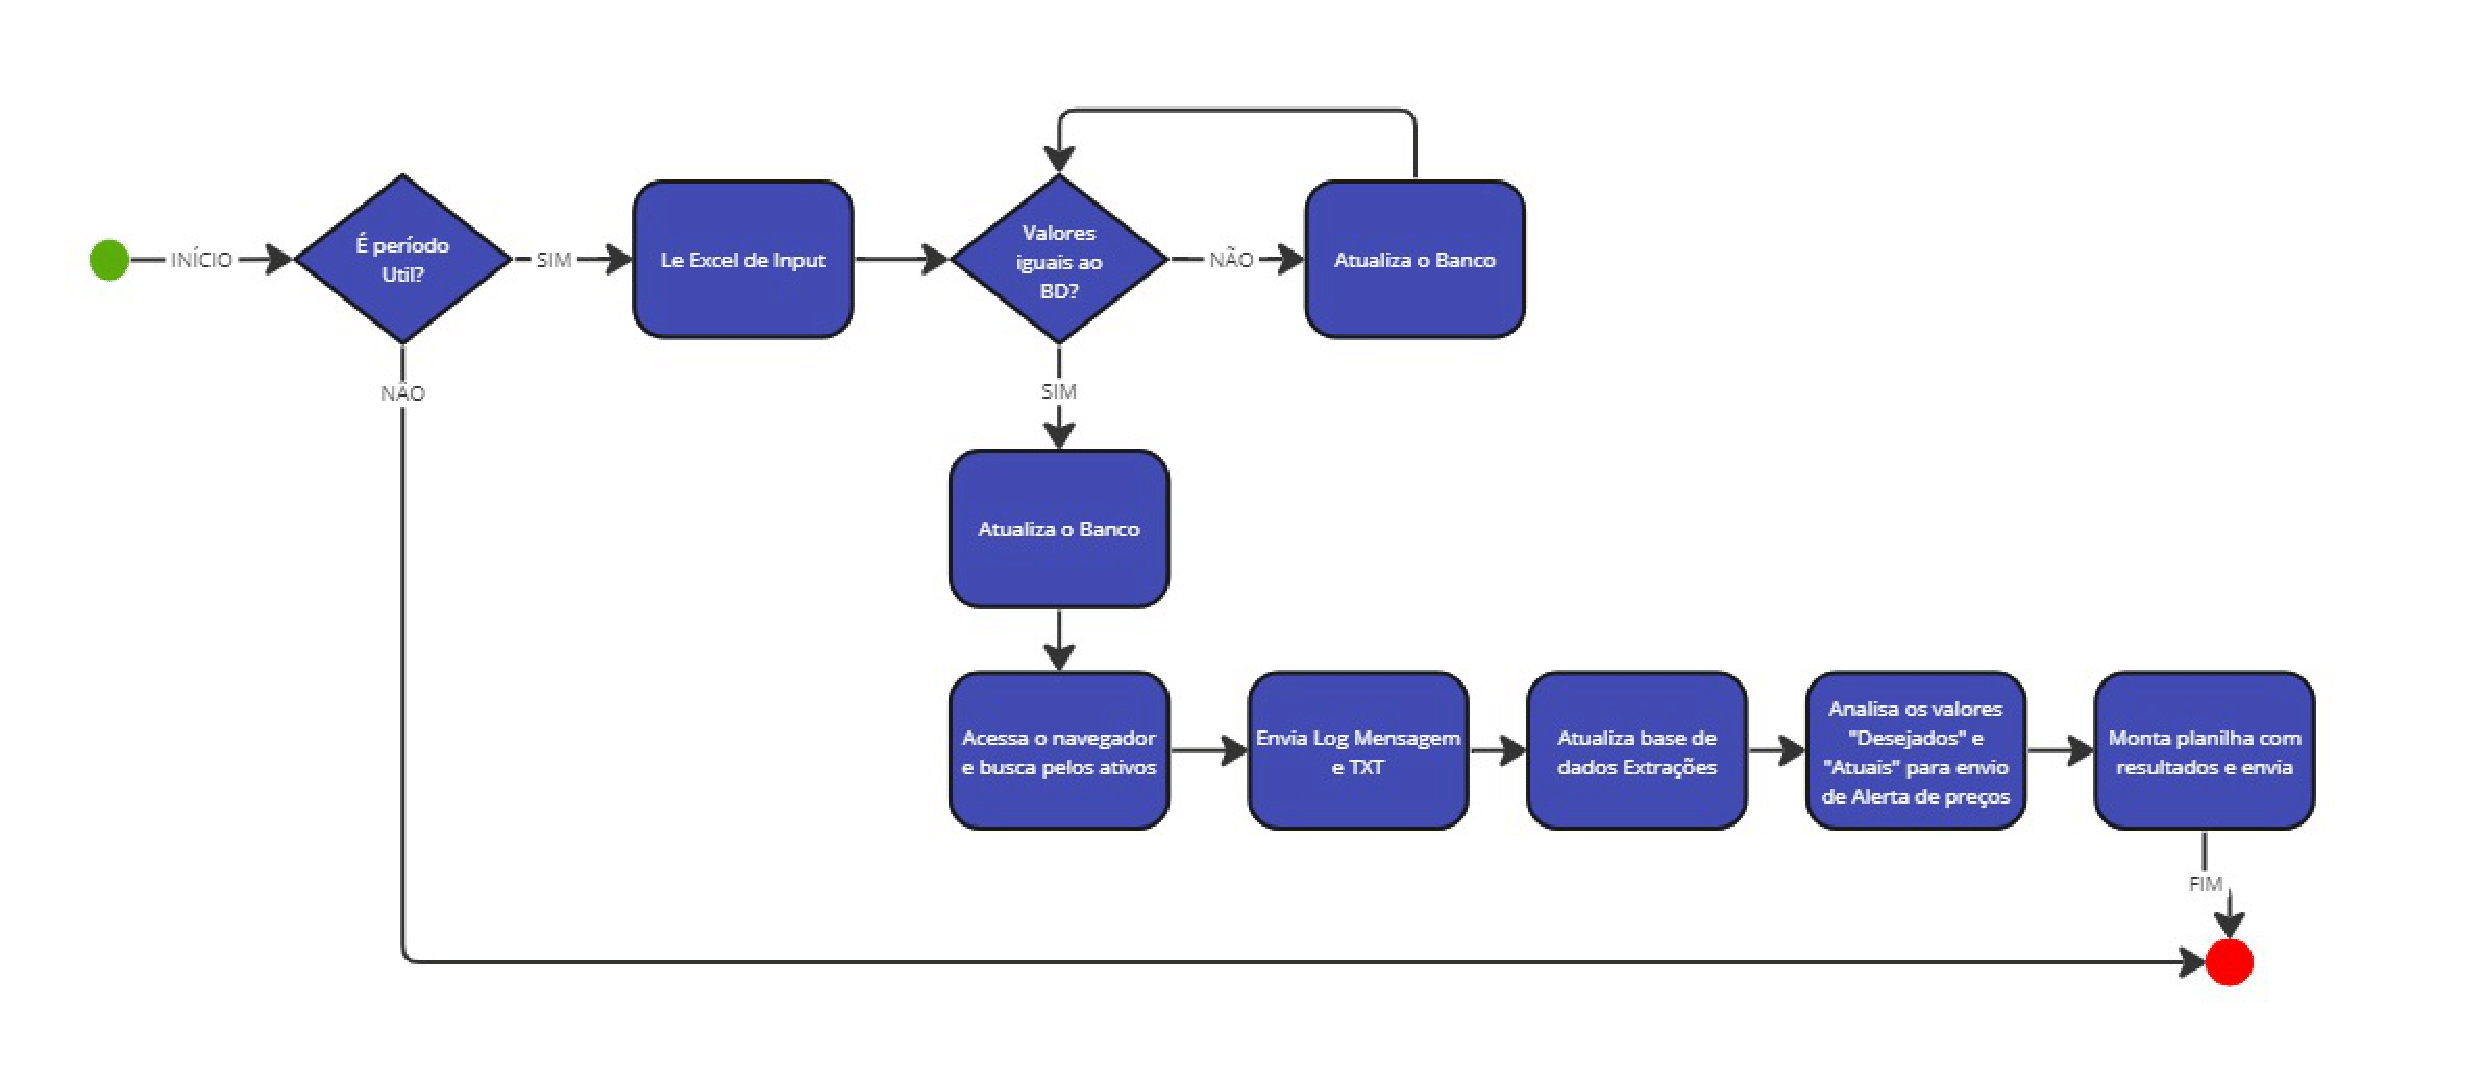 INÍCIO
É período
Util?
SIM
Le Excel de Input
Valores
iguais ao
BD?
NÃO
Atualiza o Banco
NÃO
SIM
Atualiza o Banco
Acessa o navegador
e busca pelos ativos
Envia Log Mensagem
e TXT
Atualiza base de
dados Extrações
Analisa os valores
"Desejados" e
"Atuais" para envio
de Alerta de preços
Monta planilha com
resultados e envia
FIM